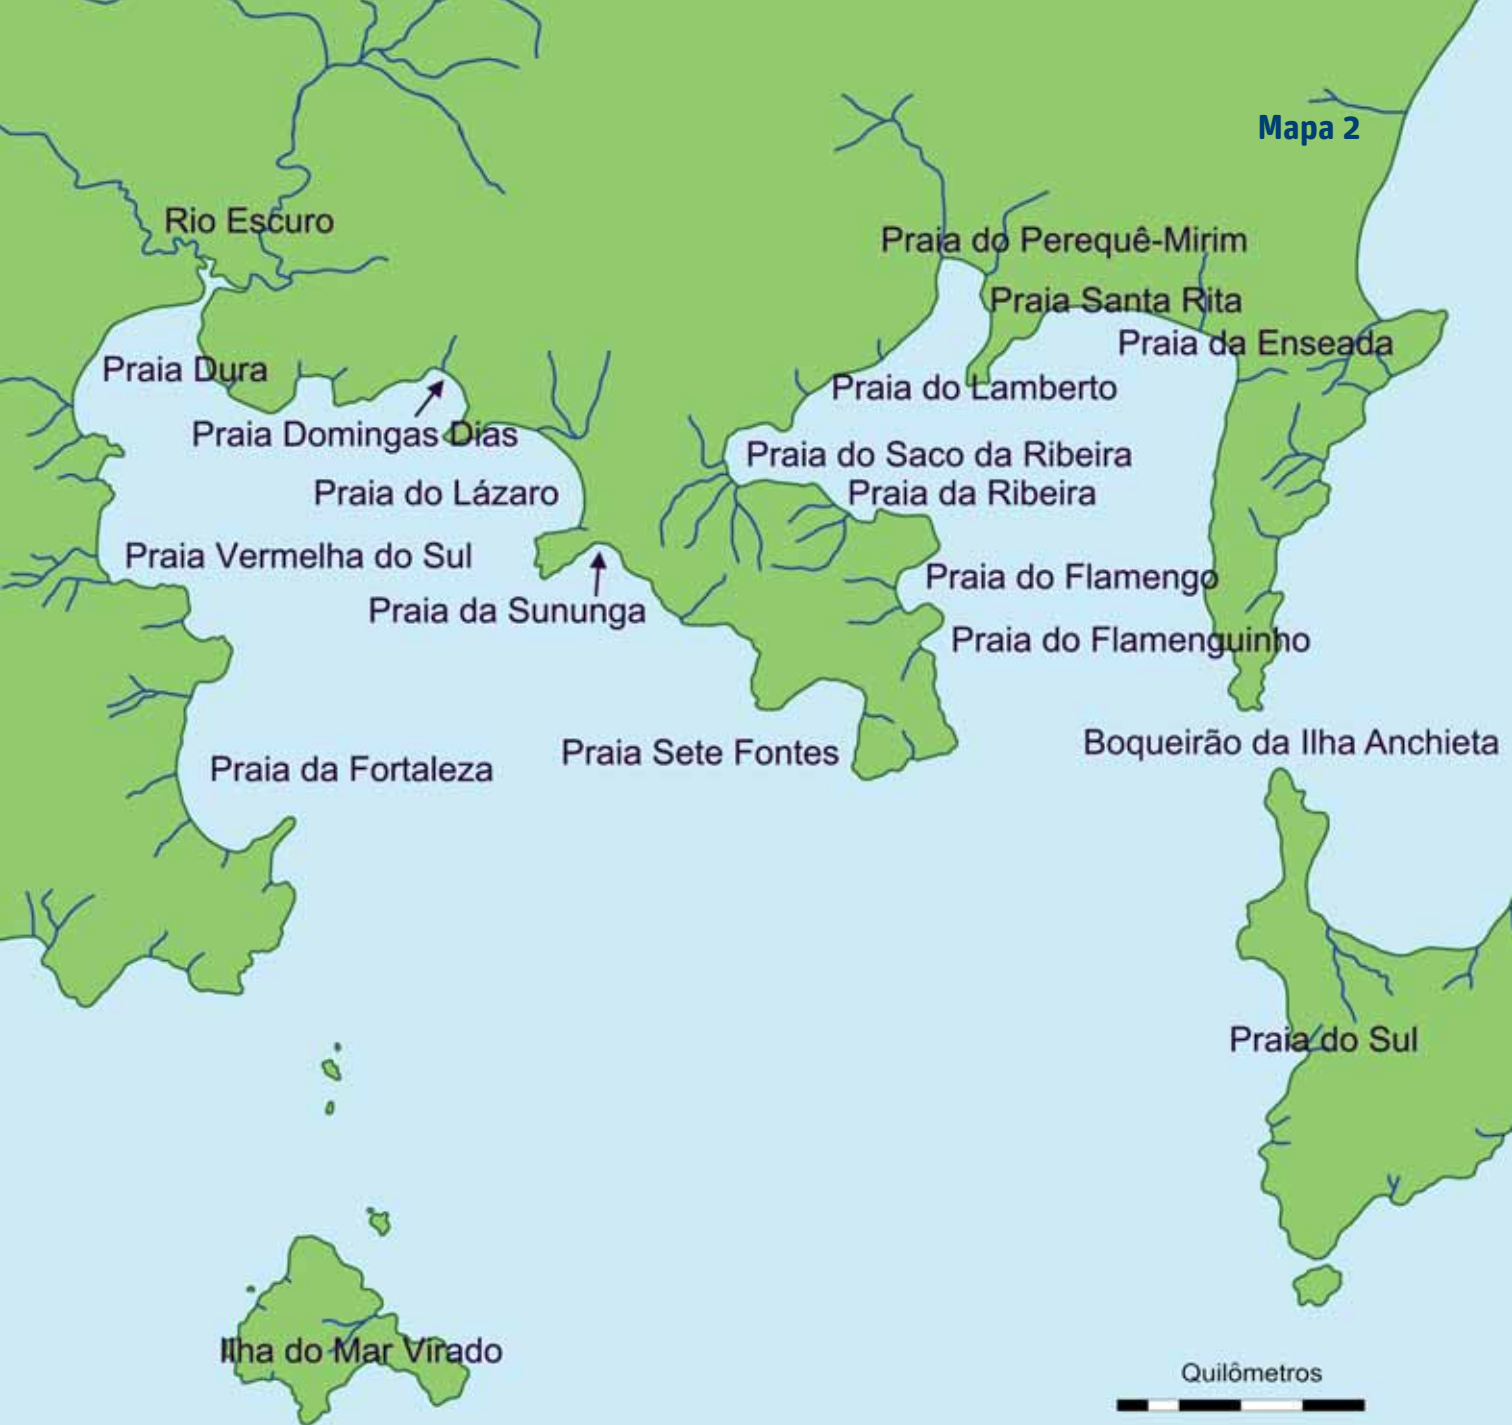 Mapa 2
Rio Escuro
Praia do Perequê-Mirim
Praia Santa Rita
Praia da Enseada
Praia Dura
Praia do Lamberto
Praia Domingas Dias
Praia do Saco da Ribeira
Praia do Lázaro
Praia da Ribeira
Praia Vermelha do Sul
Praia do Flamengo
Praia da Sununga
Praia do Flamenguinho
Boqueirão da Ilha Anchieta
Praia Sete Fontes
Praia da Fortaleza
Praia do Sul
Ilha do Mar Virado
Quilômetros